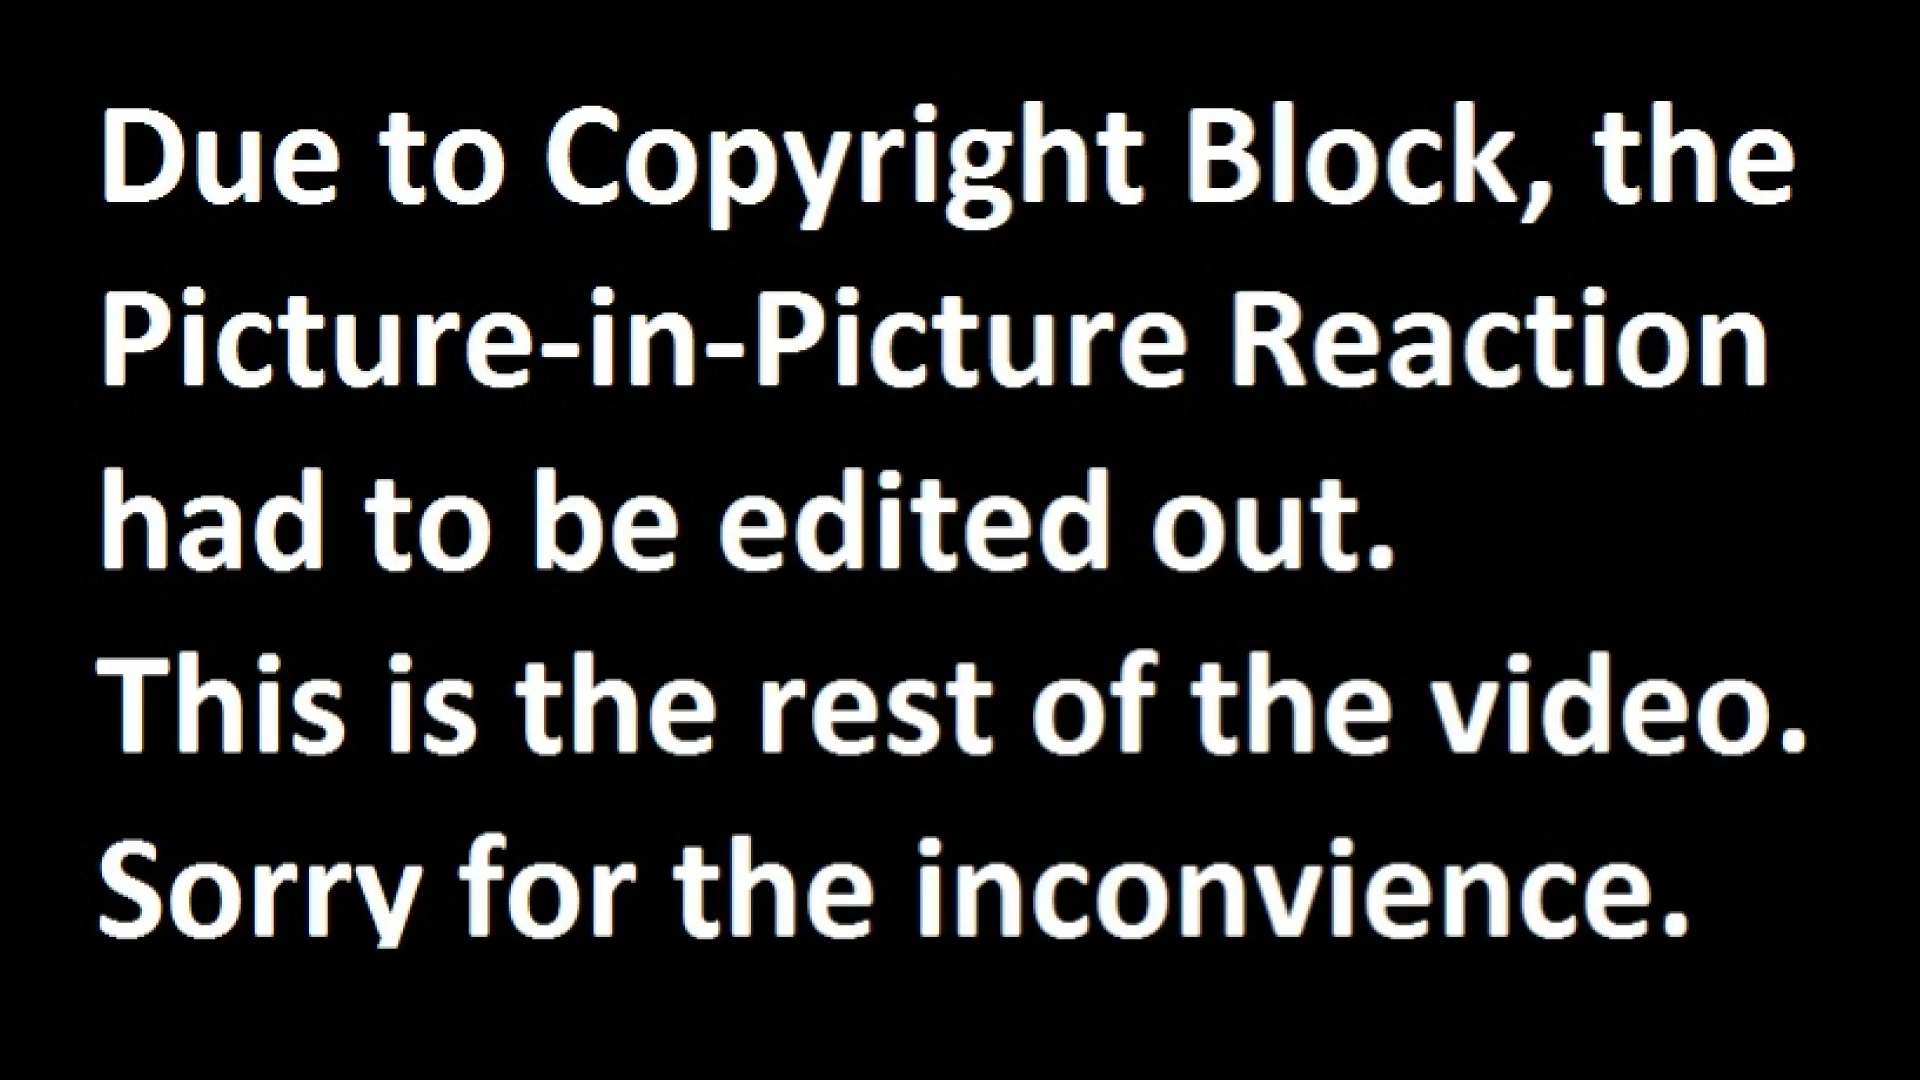 Due to Copyright Block, the
Picture-in-Picture Reaction
had to be edited out.
This is the rest of the video.
Sorry for the inconvience.